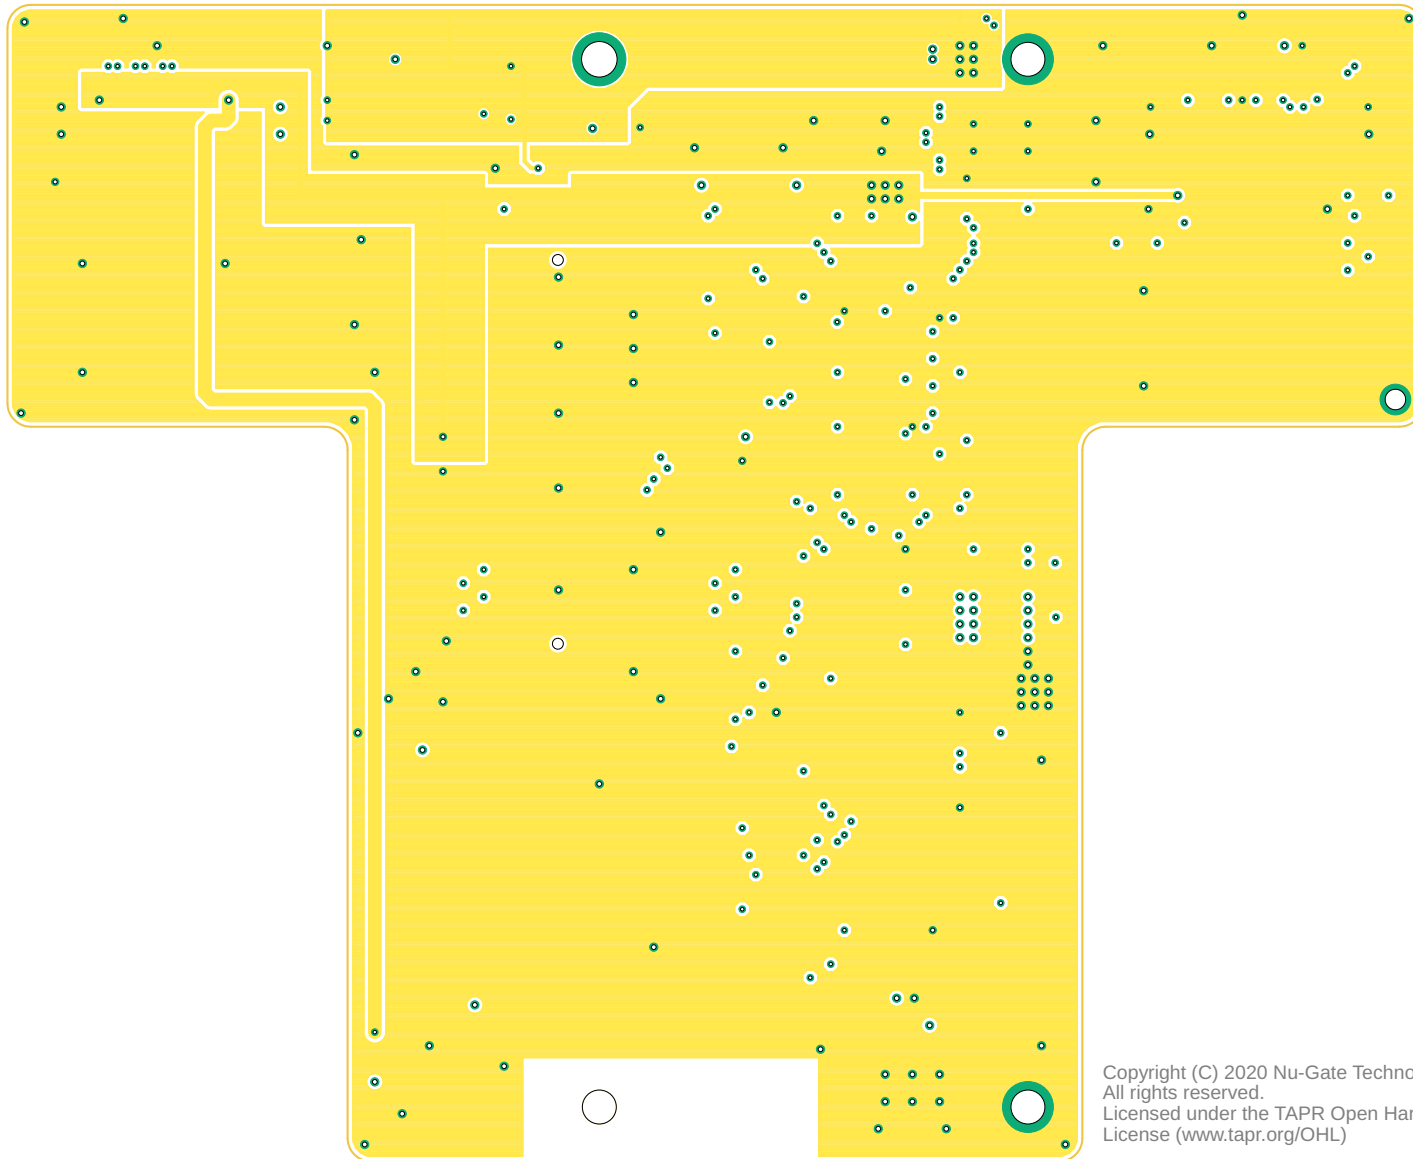 Copyright (C) 2020 Nu-Gate Techno
All rights reserved.
Licensed under the TAPR Open Har
License (www.tapr.org/OHL)